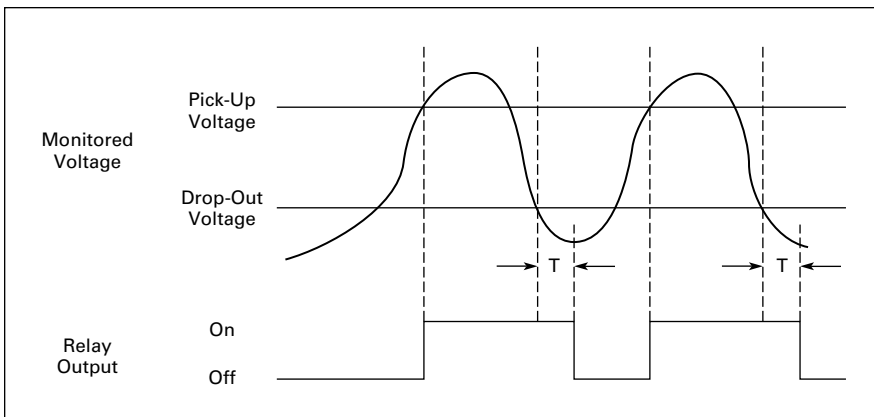 Monitored
Voltage
Pick-Up
Voltage
Drop-Out
Voltage
T
T
Relay
Output
On
Off